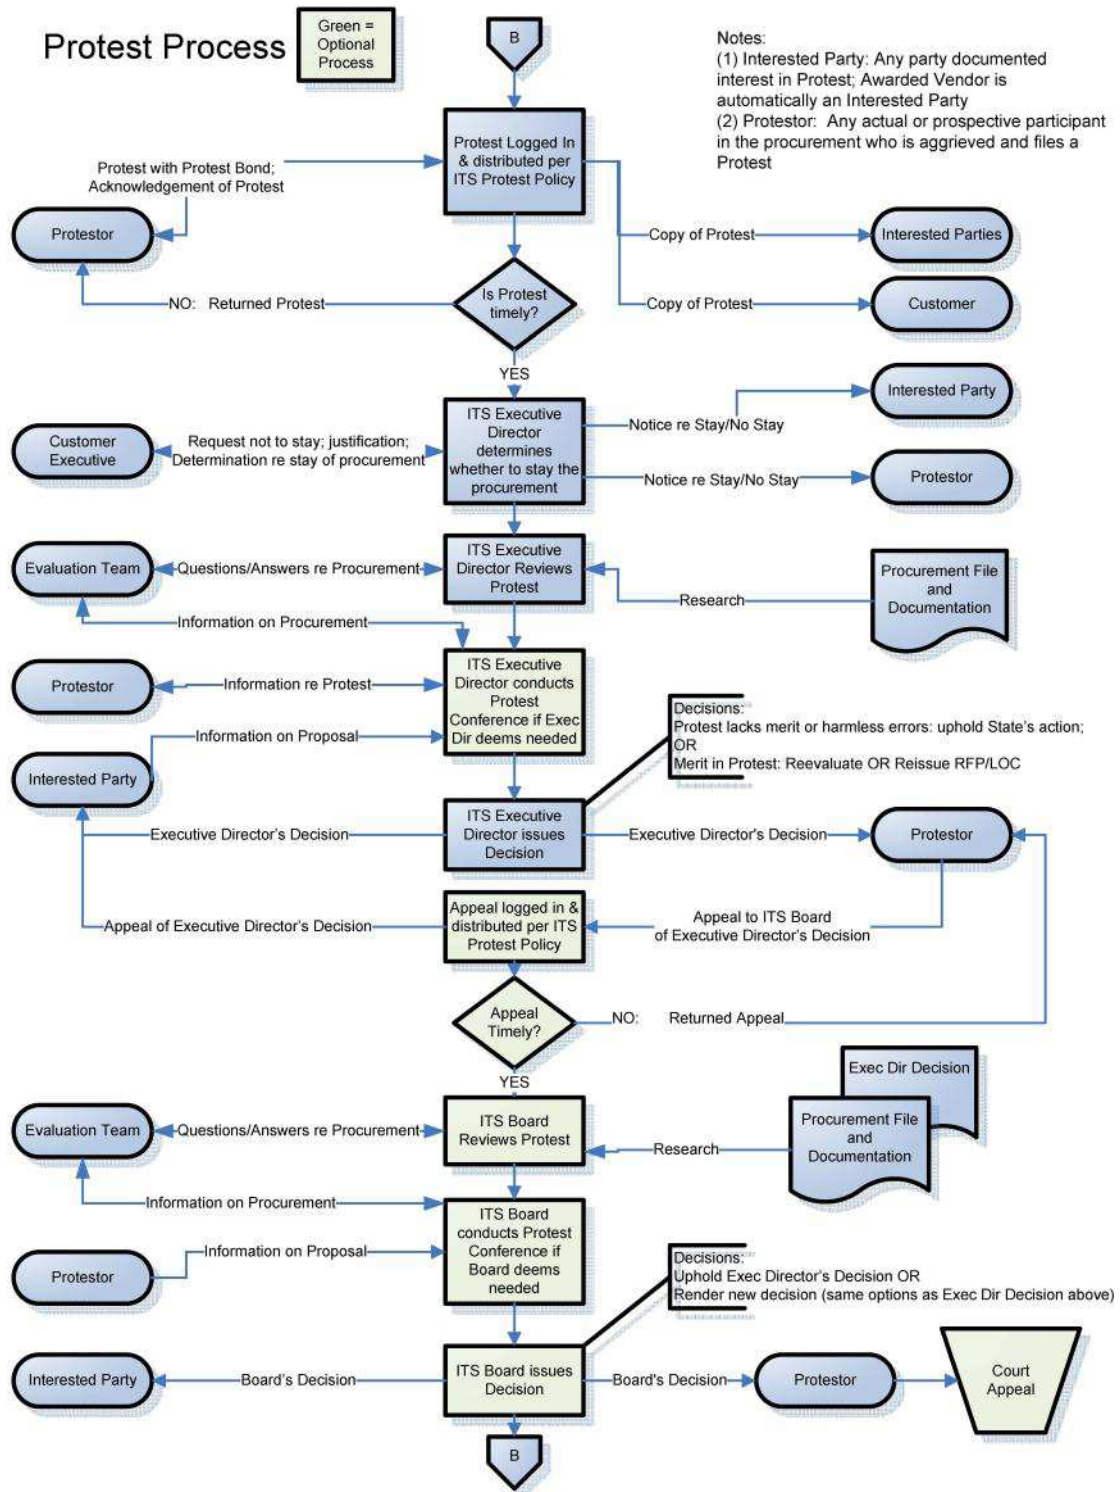 Protest Process
Green =
Optional
Process
B
Notes:
(1) Interested Party: Any party documented
interest in Protest; Awarded Vendor is
automatically an Interested Party
(2) Protestor: Any actual or prospective participant
in the procurement who is aggrieved and files a
Protest
Protest Logged In
& distributed per
ITS Protest Policy
Protest with Protest Bond;
Acknowledgement of Protest
Protestor
Copy of Protest
Interested Parties
NO: Returned Protest
Is Protest
timely?
Copy of Protest
Customer
YES
ITS Executive
Director
determines
whether to stay the
procurement
Notice re Stay/No Stay
Interested Party
Customer
Executive
Request not to stay; justification;
Determination re stay of procurement
Notice re Stay/No Stay
Protestor
Evaluation Team
Questions/Answers re Procurement
ITS Executive
Director Reviews
Protest
Research
Procurement File
and
Documentation
Information on Procurement
Protestor
Information re Protest
ITS Executive
Director conducts
Protest
Conference if Exec
Dir deems needed
Information on Proposal
Interested Party
Decisions:
Protest lacks merit or harmless errors: uphold State's action;
OR
Merit in Protest: Reevaluate OR Reissue RFP/LOC
Executive Director's Decision
ITS Executive
Director issues
Decision
Executive Director's Decision
Protestor
Appeal of Executive Director's Decision
Appeal logged in &
distributed per ITS
Protest Policy
Appeal to ITS Board
of Executive Director's Decision
Appeal
Timely?
NO: Returned Appeal
YES
Exec Dir Decision
Evaluation Team
Questions/Answers re Procurement
ITS Board
Reviews Protest
Research
Procurement File
and
Documentation
Information on Procurement
ITS Board
conducts Protest
Conference if
Board deems
needed
Information on Proposal
Protestor
Decisions:
Uphold Exec Director's Decision OR
Render new decision (same options as Exec Dir Decision above)
Interested Party
Board's Decision
ITS Board issues
Decision
Board's Decision
Protestor
Court
Appeal
B